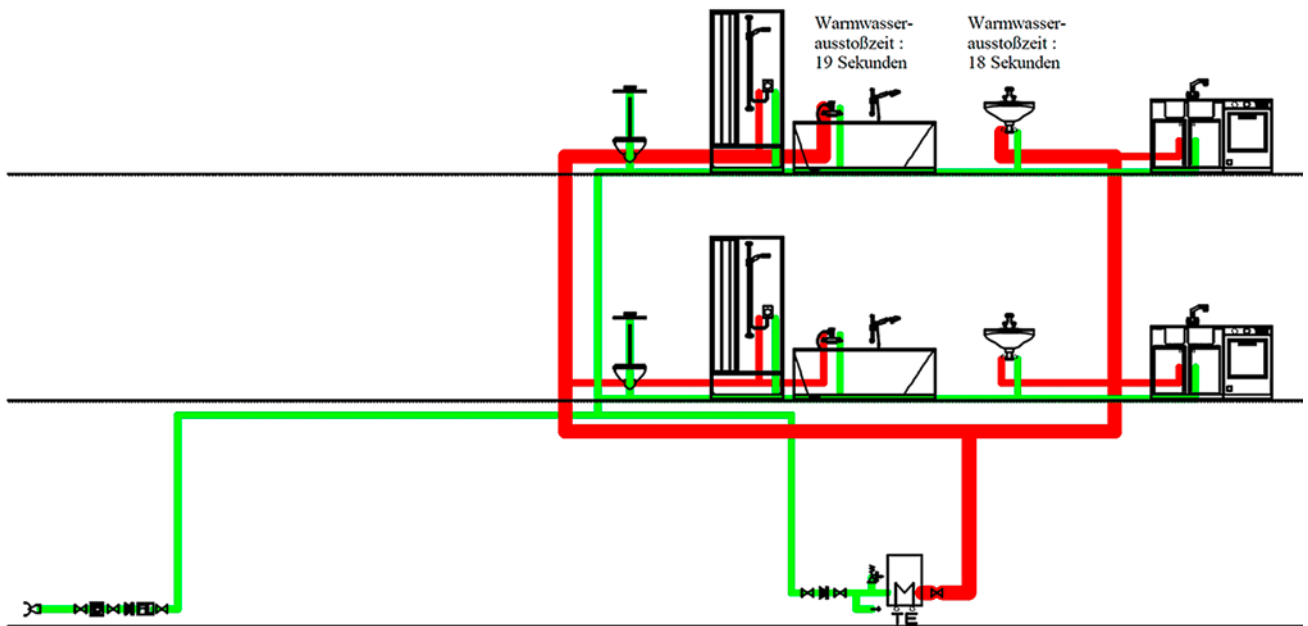 Warmwasser-
ausstoßzeit :
19 Sekunden
Warmwasser-
ausstoßzeit :
18 Sekunden
TE